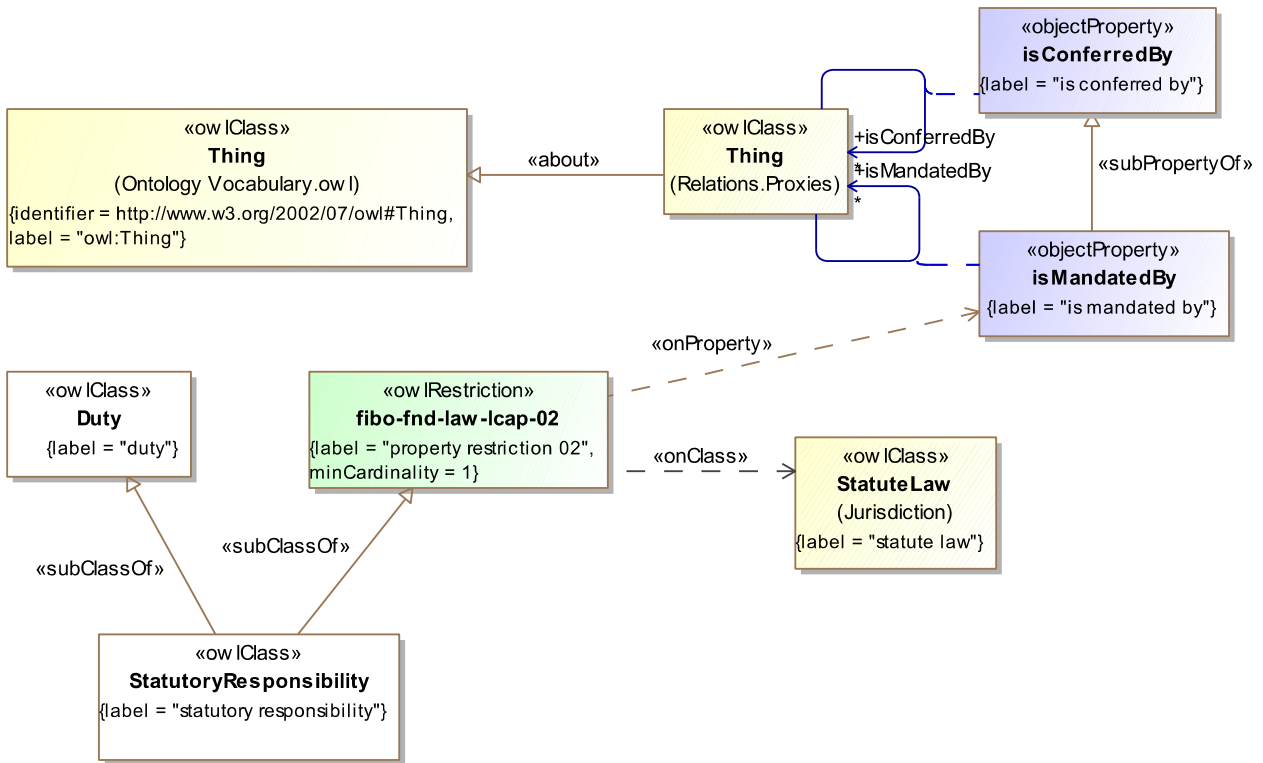 «objectProperty»
isConferredBy
{label = "is conferred by"}
«owlClass»
Thing
(Ontology Vocabulary.owl)
{identifier = http://www.w3.org/2002/07/owl#Thing,
label = "owl:Thing"}
«about»
«owlClass»
Thing
(Relations.Proxies)
+isConferredBy
*
+isMandatedBy
*
«subPropertyOf»
«objectProperty»
isMandatedBy
{label = "is mandated by"}
«onProperty»
«owlClass»
Duty
{label = "duty"}
«owlRestriction»
fibo-fnd-law-lcap-02
{label = "property restriction 02",
minCardinality = 1}
«onClass»
«owlClass»
StatuteLaw
(Jurisdiction)
{label = "statute law"}
«subClassOf»
«subClassOf»
«owlClass»
StatutoryResponsibility
{label = "statutory responsibility"}